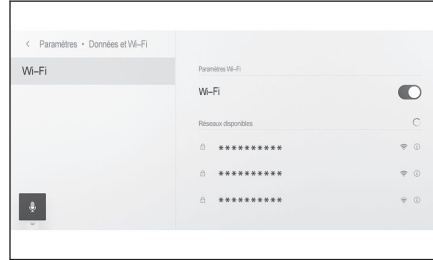 < Paramètres • Données et Wi–Fi
Wi–Fi
Paramètres Wi–Fi
Wi–Fi
Réseaux disponibles
**********
**********
**********